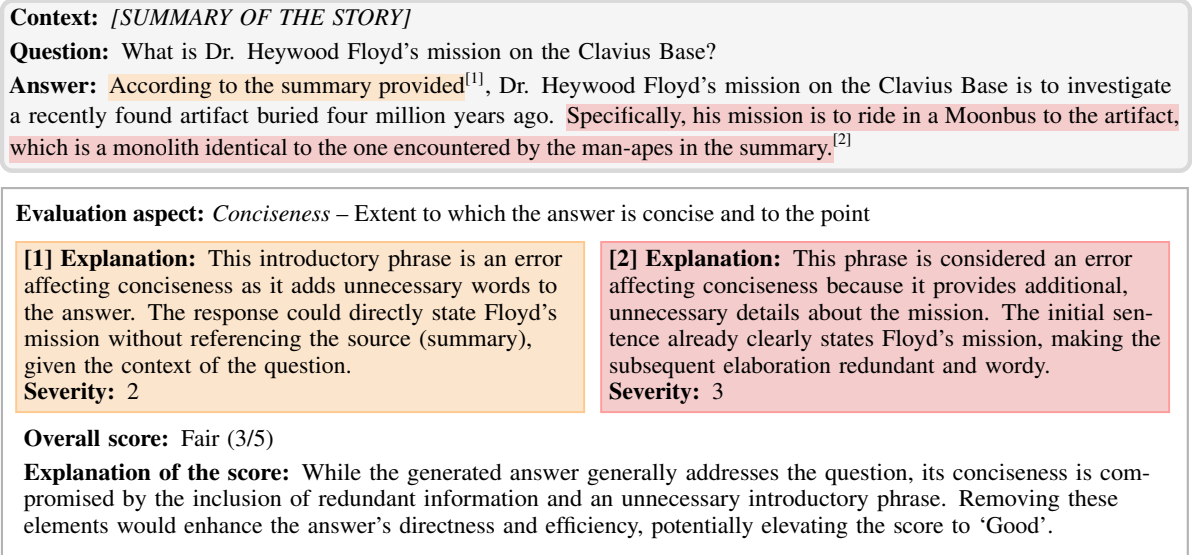 Context: [SUMMARY OF THE STORY]
Question: What is Dr. Heywood Floyd's mission on the Clavius Base?
Answer: According to the summary provided[1], Dr. Heywood Floyd's mission on the Clavius Base is to investigate
a recently found artifact buried four million years ago. Specifically, his mission is to ride in a Moonbus to the artifact,
which is a monolith identical to the one encountered by the man-apes in the summary.[2]
Evaluation aspect: Conciseness – Extent to which the answer is concise and to the point
[1] Explanation: This introductory phrase is an error
affecting conciseness as it adds unnecessary words to
the answer. The response could directly state Floyd's
mission without referencing the source (summary),
given the context of the question.
Severity: 2
[2] Explanation: This phrase is considered an error
affecting conciseness because it provides additional,
unnecessary details about the mission. The initial sen-
tence already clearly states Floyd's mission, making the
subsequent elaboration redundant and wordy.
Severity: 3
Overall score: Fair (3/5)
Explanation of the score: While the generated answer generally addresses the question, its conciseness is com-
promised by the inclusion of redundant information and an unnecessary introductory phrase. Removing these
elements would enhance the answer's directness and efficiency, potentially elevating the score to 'Good'.